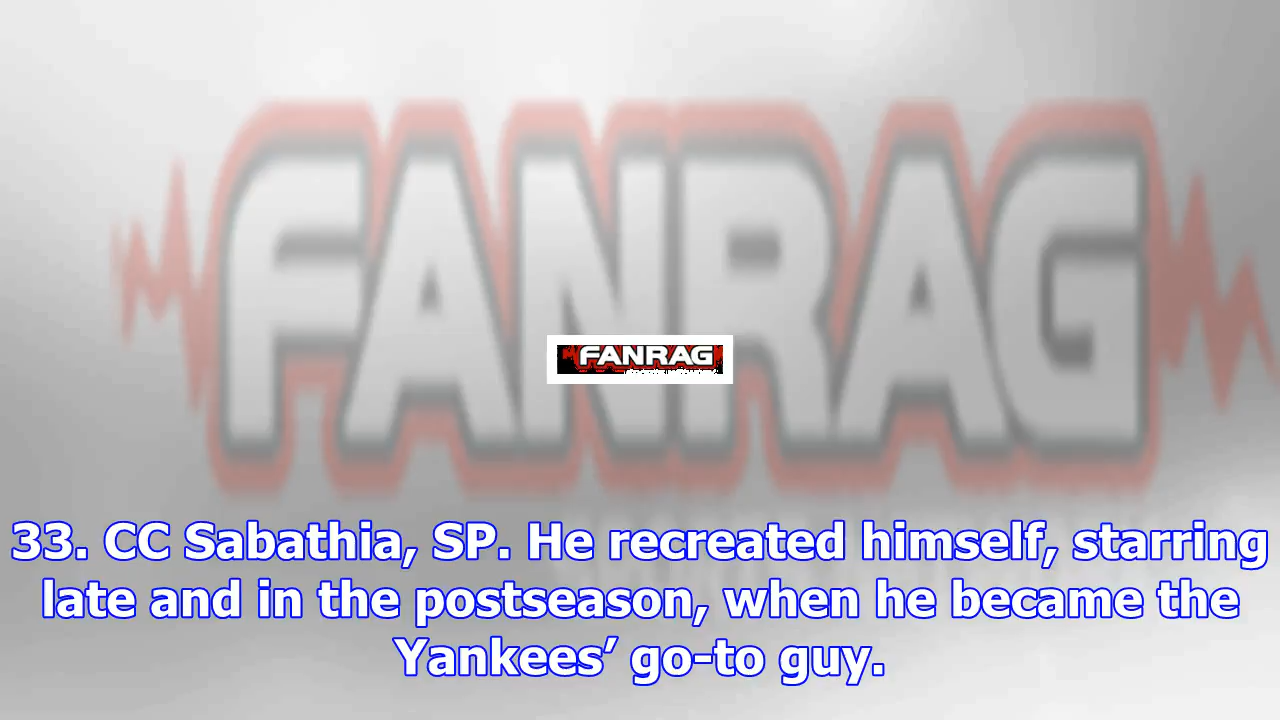 FANRAG
FANRAG
33. CC Sabathia, SP. He recreated himself, starring
late and in the postseason, when he became the
Yankees’ go-to guy.